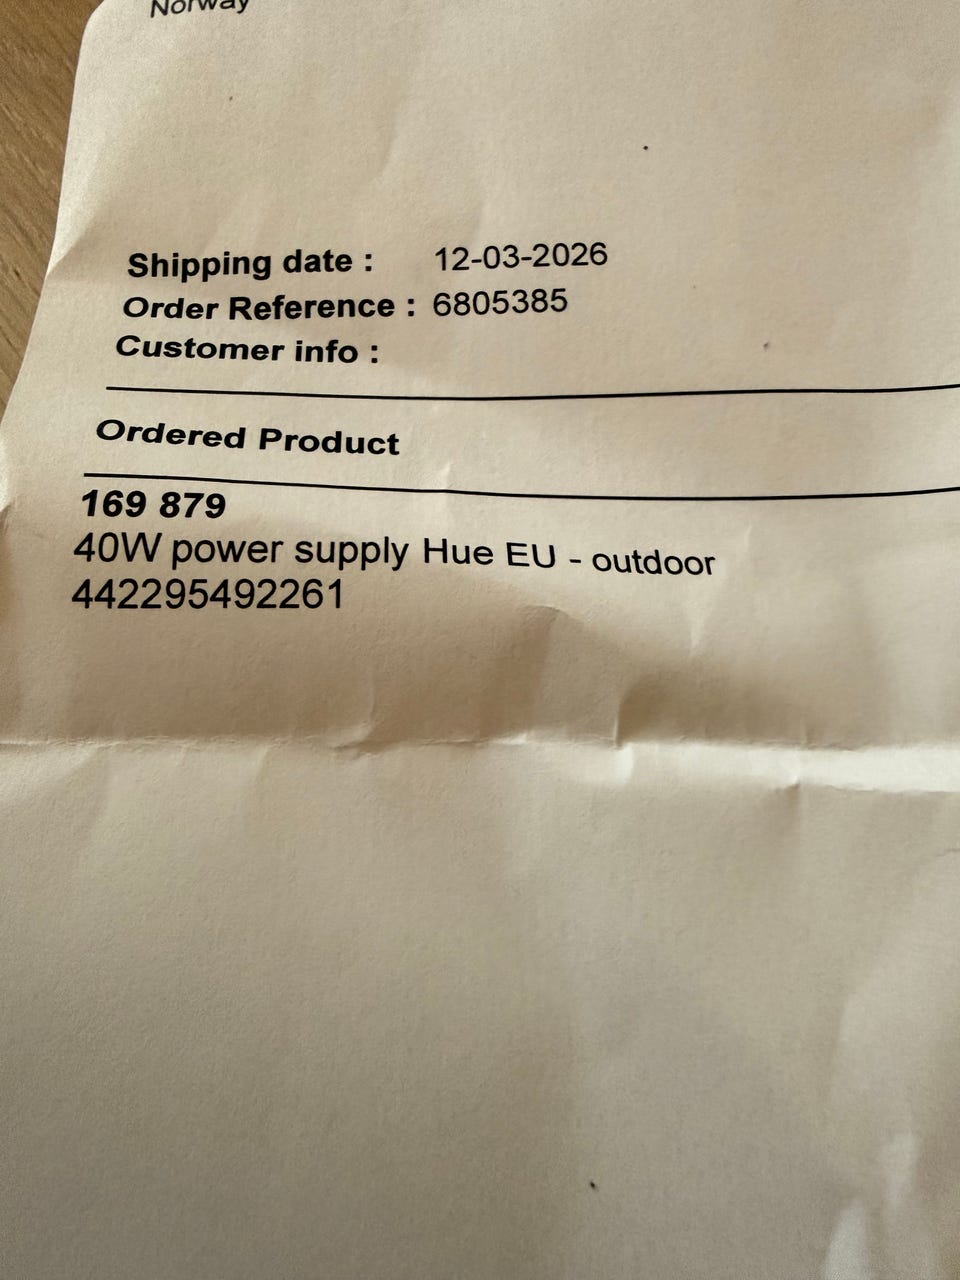 Norway
Shipping date : 12-03-2026
Order Reference : 6805385
Customer info :
Ordered Product
169 879
40W power supply Hue EU - outdoor
442295492261